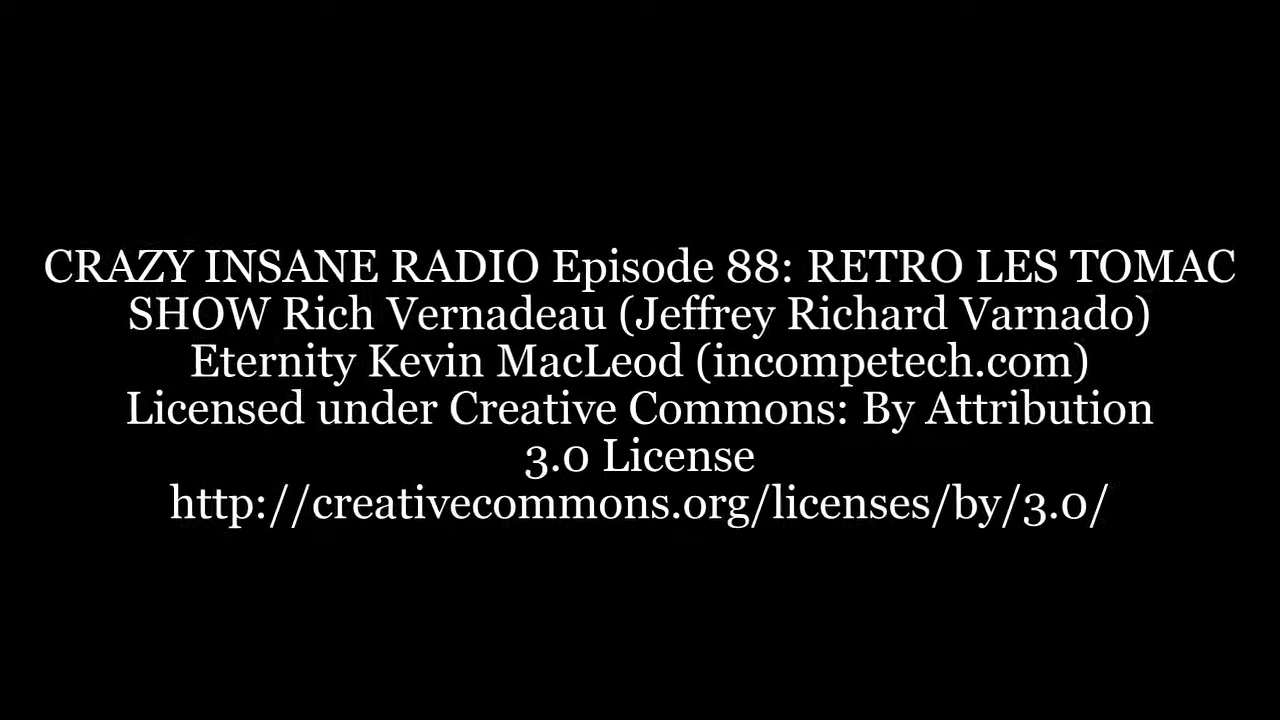 CRAZY INSANE RADIO Episode 88: RETRO LES TOMAC
SHOW Rich Vernadeau (Jeffrey Richard Varnado)
Eternity Kevin MacLeod (incompetech.com)
Licensed under Creative Commons: By Attribution
3.0 License
http://creativecommons.org/licenses/by/3.0/